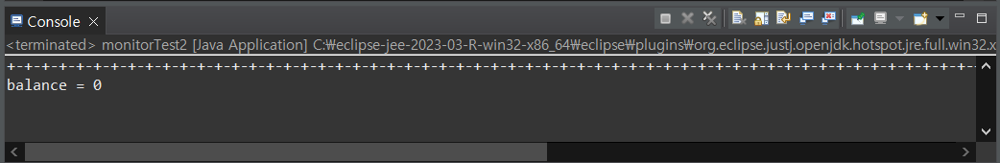 Console
<terminated> monitorTest2 [Java Application] C:₩eclipse-jee-2023-03-R-win32-x86_64₩eclipse₩plugins₩org.eclipse.justj.openjdk.hotspot.jre.full.win32.x
+-+-+-+-+-+-+-+-+-+-+-+-+-+-+-+-+-+-+-+-+-+-+-+-+-+-+-+-+-+-+-+-+-+-+-+-+-+-+-+-+-+-+-+-+-+-+-+-+-+-+-+-+-+-+-+-
balance = 0